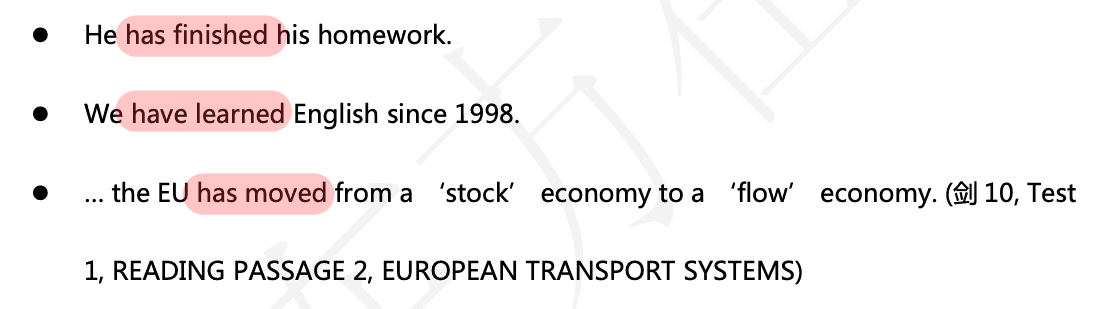 ● He has finished his homework.
● We have learned English since 1998.
● … the EU has moved from a ‘stock’ economy to a ‘flow’ economy. (剑 10, Test
1, READING PASSAGE 2, EUROPEAN TRANSPORT SYSTEMS)